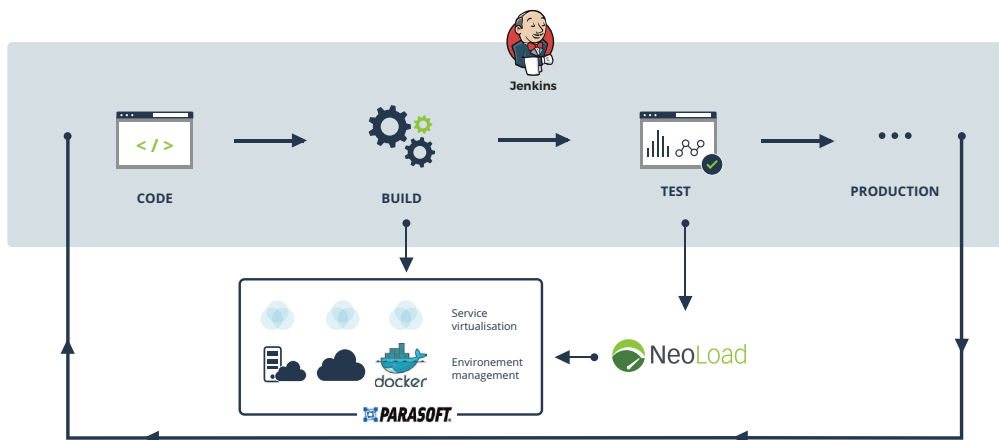 Jenkins
</>
CODE
BUILD
TEST
PRODUCTION
Service
virtualisation
Environement
management
docker
NeoLoad
PARASOFT®